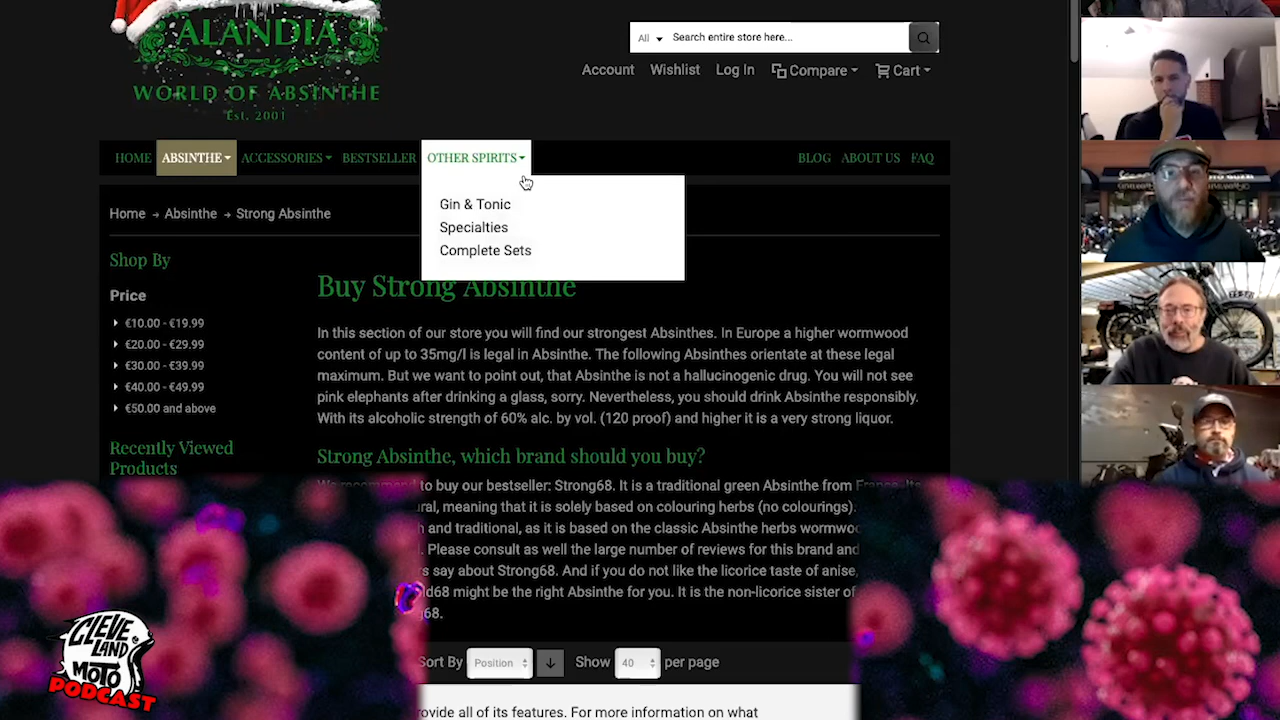 ALANDIA
WORLD OF ABSINTHE
Est. 2001
All
Search entire store here...
Account
Wishlist
Log In
Compare
Cart
HOME
ABSINTHE
ACCESSORIES
BESTSELLER
OTHER SPIRITS
BLOG
ABOUT US
FAQ
Gin & Tonic
Specialties
Complete Sets
Home → Absinthe → Strong Absinthe
Shop By
Price
€10.00 - €19.99
€20.00 - €29.99
€30.00 - €39.99
€40.00 - €49.99
€50.00 and above
Recently Viewed
Products
Buy Strong Absinthe
In this section of our store you will find our strongest Absinthes. In Europe a higher wormwood
content of up to 35mg/l is legal in Absinthe. The following Absinthes orientate at these legal
maximum. But we want to point out, that Absinthe is not a hallucinogenic drug. You will not see
pink elephants after drinking a glass, sorry. Nevertheless, you should drink Absinthe responsibly.
With its alcoholic strength of 60% alc. by vol. (120 proof) and higher it is a very strong liquor.
Strong Absinthe, which brand should you buy?
We recommend to buy our bestseller: Strong68. It is a traditional green Absinthe from France. Its
ural, meaning that it is solely based on colouring herbs (no colourings).
h and traditional, as it is based on the classic Absinthe herbs wormwoo
. Please consult as well the large number of reviews for this brand and
rs say about Strong68. And if you do not like the licorice taste of anise,
ld68 might be the right Absinthe for you. It is the non-licorice sister of
g68.
Sort By
Position
Show
40
per page
ovide all of its features. For more information on what
CLEVE
LAND
MOTO
PODCAST